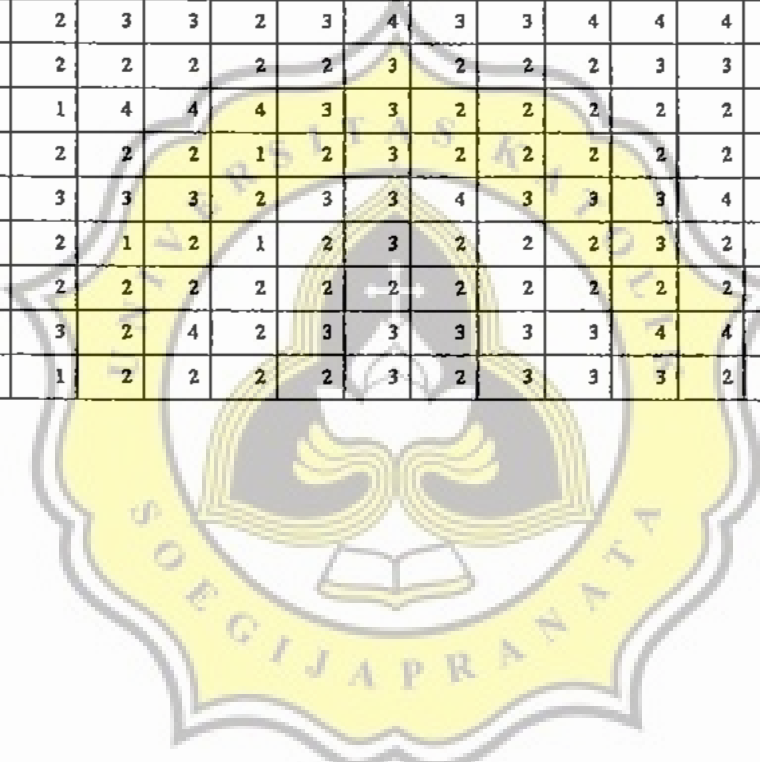 2 3 3 2 3 4 3 3 4 4 4
2 2 2 2 2 3 2 2 2 3 3
1 4 4 4 3 3 2 2 2 2 2
2 2 2 1 2 3 2 2 2 2 2
3 3 3 2 3 3 4 3 3 3 4
2 1 2 1 2 3 2 2 2 3 2
2 2 2 2 2 2 2 2 2 2 2
3 2 4 2 3 3 3 3 3 4 4
1 2 2 2 2 3 2 3 3 3 2
UNIVERSITAS KATOLIK
SOEGIJAPRANATA